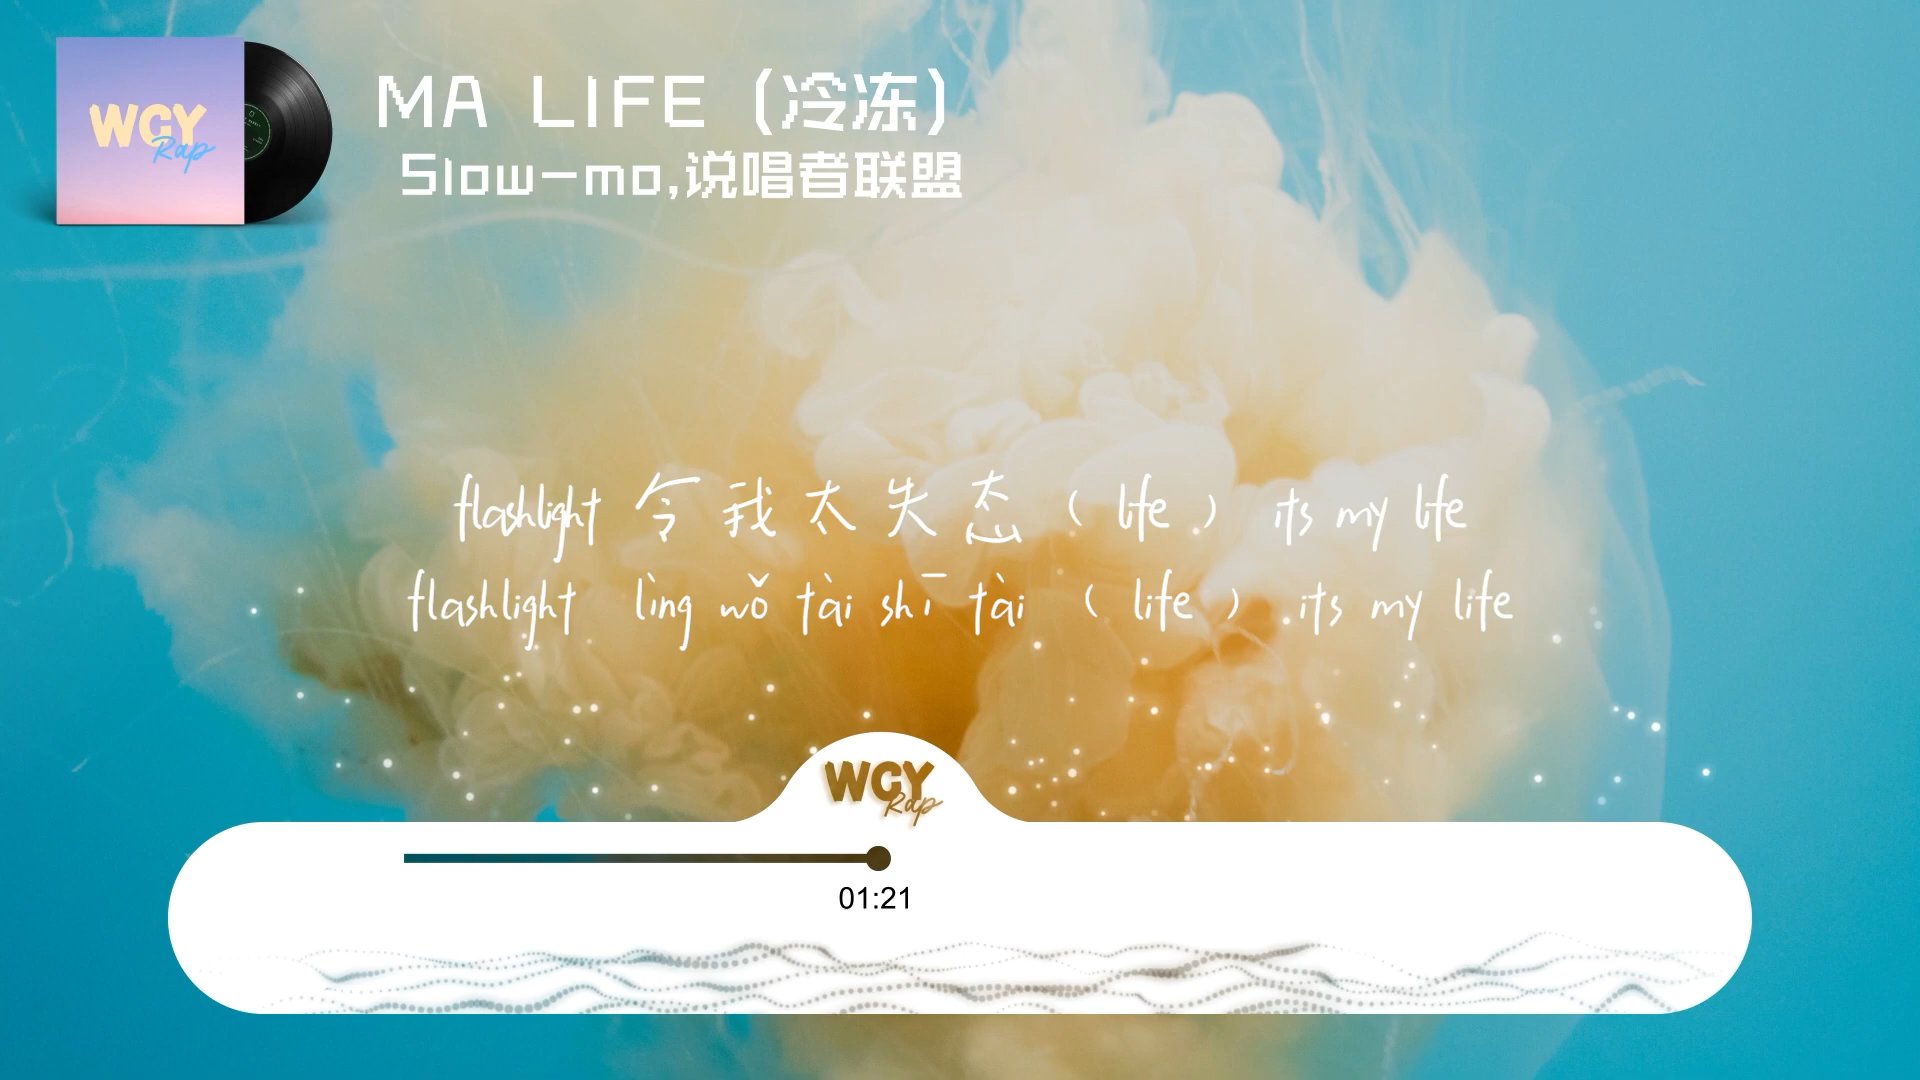 WCY
Rap
MA LIFE (冷冻)
Slow-mo,说唱者联盟
flashlight 令我太失态 ( life ) its my life
flashlight lìng wǒ tài shī tài ( life ) its my life
WCY
Rap
01:21